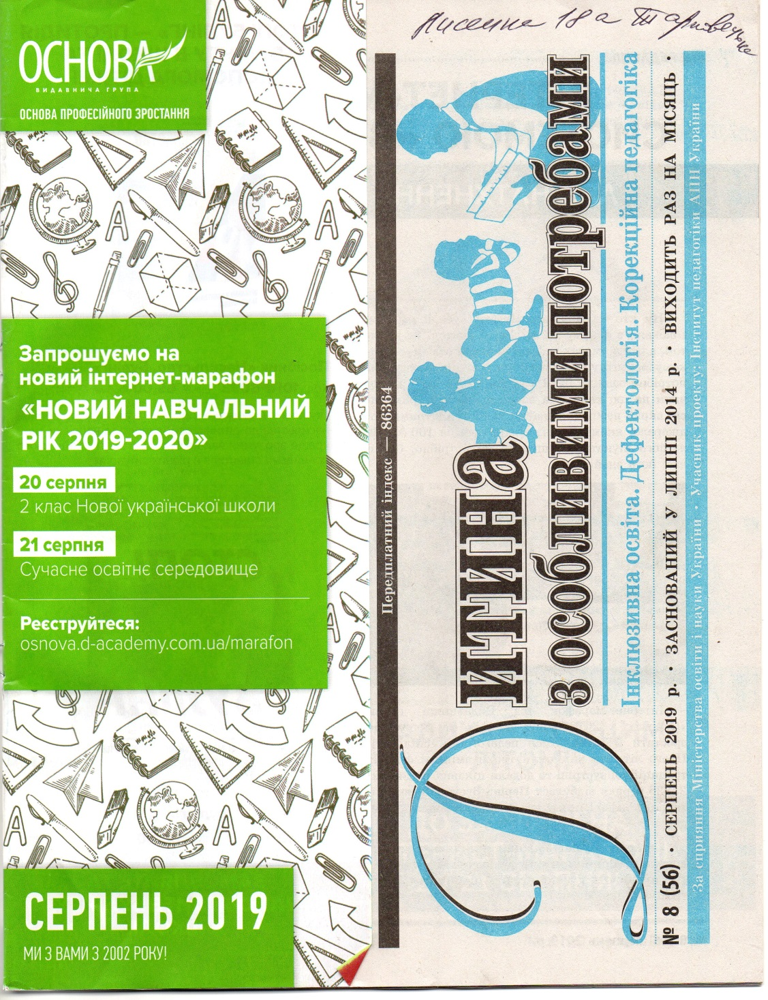 ОСНОВА
ВИДАВНИЧА ГРУПА
ОСНОВА ПРОФЕСІЙНОГО ЗРОСТАННЯ
Запрошуємо на
новий інтернет-марафон
«НОВИЙ НАВЧАЛЬНИЙ
РІК 2019-2020»
20 серпня
2 клас Нової української школи
21 серпня
Сучасне освітнє середовище
Реєструйтеся:
osnova.d-academy.com.ua/marafon
СЕРПЕНЬ 2019
МИ З ВАМИ З 2002 РОКУ!
18 а
Передплатний індекс — 86364
ДИТИНА
З ОСОБЛИВИМИ ПОТРЕБАМИ
Інклюзивна освіта. Дефектологія. Корекційна педагогіка
№ 8 (56) • СЕРПЕНЬ 2019 р. • ЗАСНОВАНИЙ У ЛИПНІ 2014 р. • ВИХОДИТЬ РАЗ НА МІСЯЦЬ •
За сприяння Міністерства освіти і науки України • Учасник проекту: Інститут педагогіки АПН України